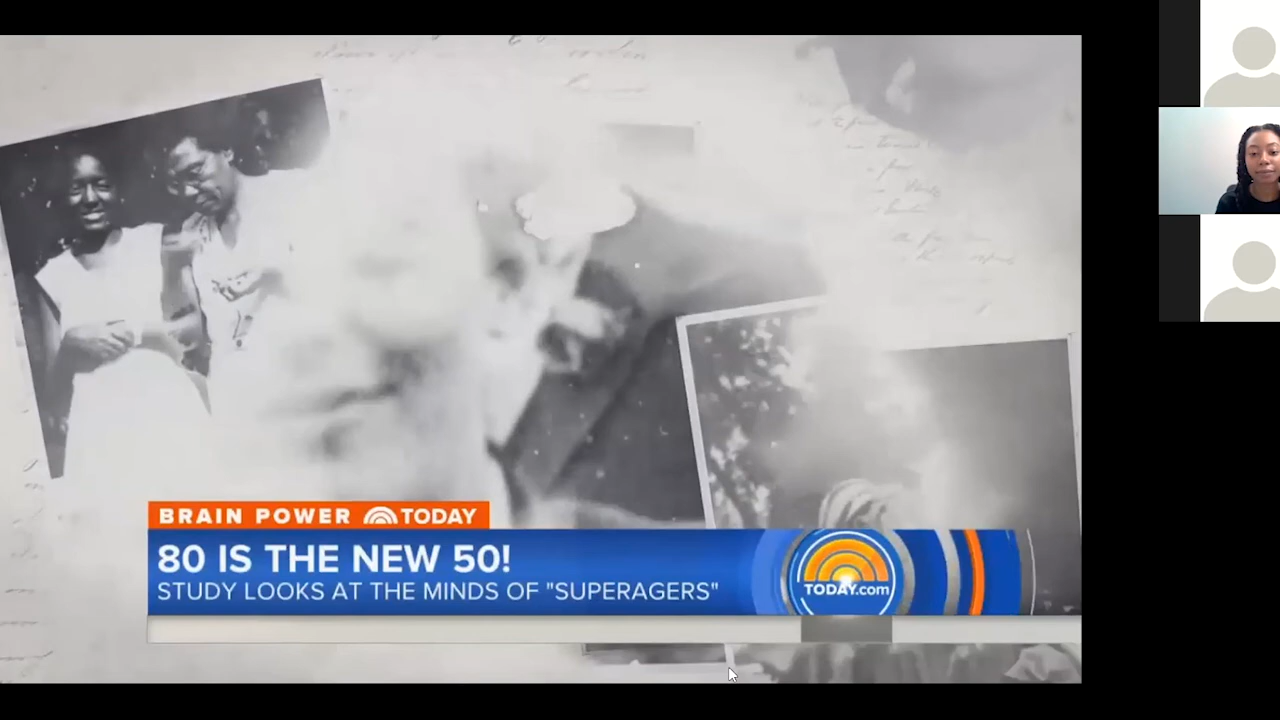 BRAIN POWER TODAY
80 IS THE NEW 50!
STUDY LOOKS AT THE MINDS OF "SUPERAGERS"
TODAY.com